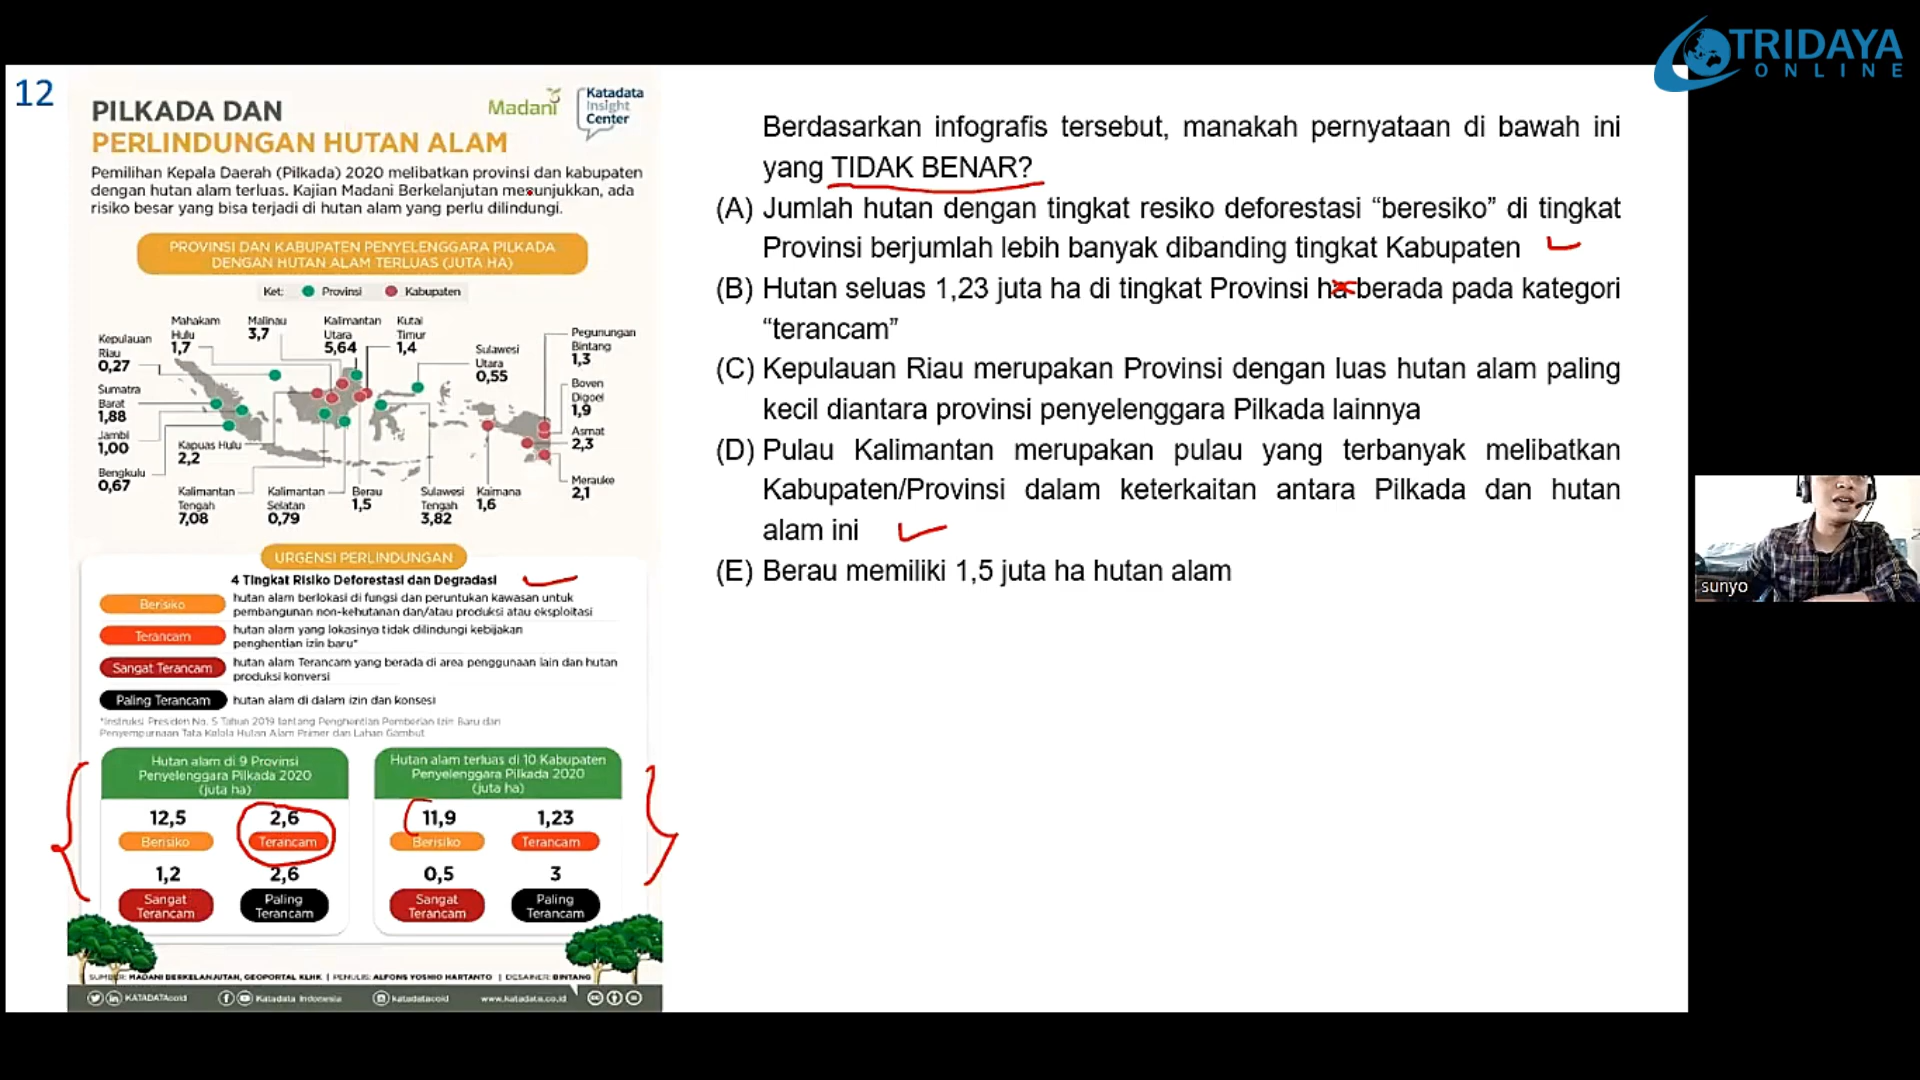 TRIDAYA
ONLINE
12
PILKADA DAN
PERLINDUNGAN HUTAN ALAM
Madani
Katadata
Insight
Center
Pemilihan Kepala Daerah (Pilkada) 2020 melibatkan provinsi dan kabupaten
dengan hutan alam terluas. Kajian Madani Berkelanjutan menunjukkan, ada
risiko besar yang bisa terjadi di hutan alam yang perlu dilindungi.
PROVINSI DAN KABUPATEN PENYELENGGARA PILKADA
DENGAN HUTAN ALAM TERLUAS (JUTA HA)
Ket: Provinsi Kabupaten
Kepulauan
Riau
0,27
Mahakam
Hulu
1,7
Malinau
3,7
Kalimantan
Utara
5,64
Kutai
Timur
1,4
Sulawesi
Utara
0,55
Pegunungan
Bintang
1,3
Sumatra
Barat
1,88
Boven
Digoel
1,9
Jambi
1,00
Asmat
2,3
Kapuas Hulu
2,2
Bengkulu
0,67
Merauke
2,1
Kalimantan
Tengah
7,08
Kalimantan
Selatan
0,79
Berau
1,5
Sulawesi
Tengah
3,82
Kaimana
1,6
URGENSI PERLINDUNGAN
4 Tingkat Risiko Deforestasi dan Degradasi
Berisiko
hutan alam berlokasi di fungsi dan peruntukan kawasan untuk
pembangunan non-kehutanan dan/atau produksi atau eksploitasi
Terancam
hutan alam yang lokasinya tidak dilindungi kebijakan
penghentian izin baru*
Sangat Terancam
hutan alam Terancam yang berada di area penggunaan lain dan hutan
produksi konversi
Paling Terancam
hutan alam di dalam izin dan konsesi
*Instruksi Presiden No. 5 Tahun 2019 tentang Penghentian Pemberian Izin Baru dan
Penyempurnaan Tata Kelola Hutan Alam Primer dan Lahan Gambut
Hutan alam di 9 Provinsi
Penyelenggara Pilkada 2020
(juta ha)
12,5
Berisiko
2,6
Terancam
1,2
Sangat
Terancam
2,6
Paling
Terancam
Hutan alam terluas di 10 Kabupaten
Penyelenggara Pilkada 2020
(juta ha)
11,9
Berisiko
1,23
Terancam
0,5
Sangat
Terancam
3
Paling
Terancam
SUMBER: MADANI BERKELANJUTAN, GEOPORTAL KLHK | PENULIS: ALFONS YOSHIO HARTANTO | DESAINER: BINTANG
KATADATAcoid Katadata Indonesia katadatacoid www.katadata.co.id
Berdasarkan infografis tersebut, manakah pernyataan di bawah ini
yang TIDAK BENAR?
(A) Jumlah hutan dengan tingkat resiko deforestasi “beresiko” di tingkat
Provinsi berjumlah lebih banyak dibanding tingkat Kabupaten
(B) Hutan seluas 1,23 juta ha di tingkat Provinsi ha berada pada kategori
“terancam”
(C) Kepulauan Riau merupakan Provinsi dengan luas hutan alam paling
kecil diantara provinsi penyelenggara Pilkada lainnya
(D) Pulau Kalimantan merupakan pulau yang terbanyak melibatkan
Kabupaten/Provinsi dalam keterkaitan antara Pilkada dan hutan
alam ini
(E) Berau memiliki 1,5 juta ha hutan alam
sunyo